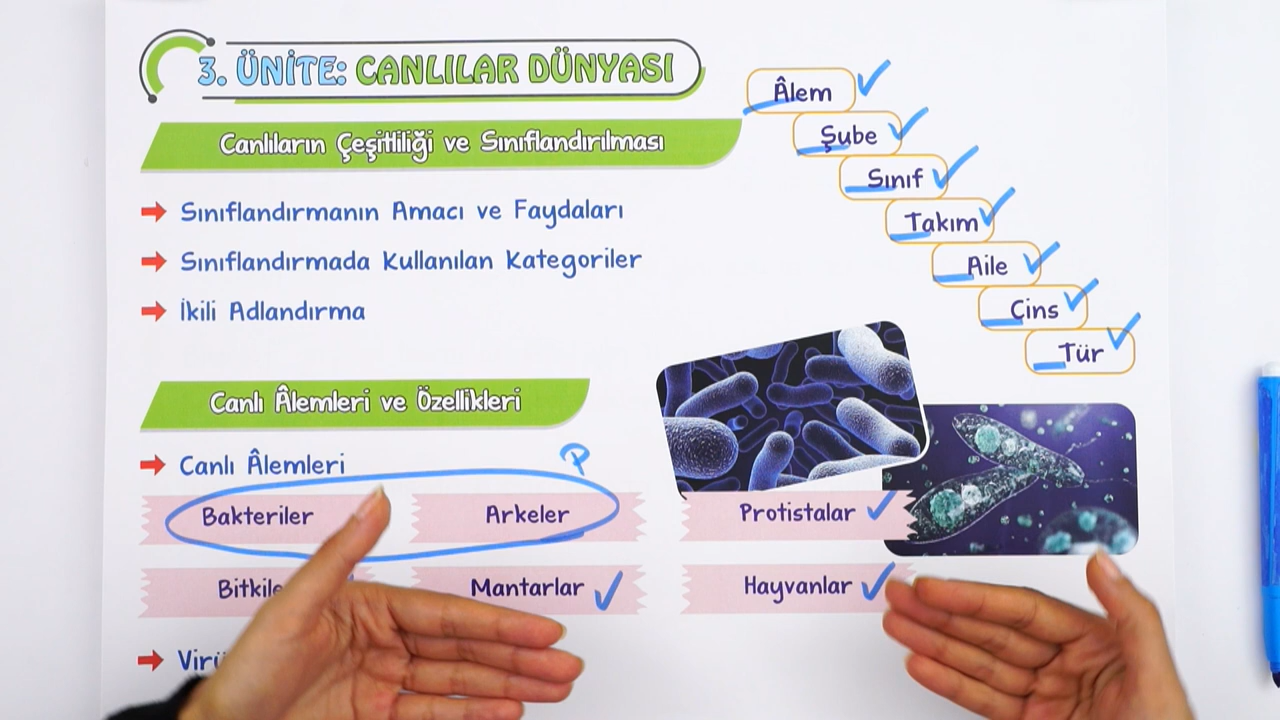 3. ÜNİTE: CANLILAR DÜNYASI
Canlıların Çeşitliliği ve Sınıflandırılması
Sınıflandırmanın Amacı ve Faydaları
Sınıflandırmada Kullanılan Kategoriler
İkili Adlandırma
Âlem
Şube
Sınıf
Takım
Aile
Cins
Tür
Canlı Âlemleri ve Özellikleri
Canlı Âlemleri
P
Bakteriler Arkeler Protistalar
Mantarlar Hayvanlar